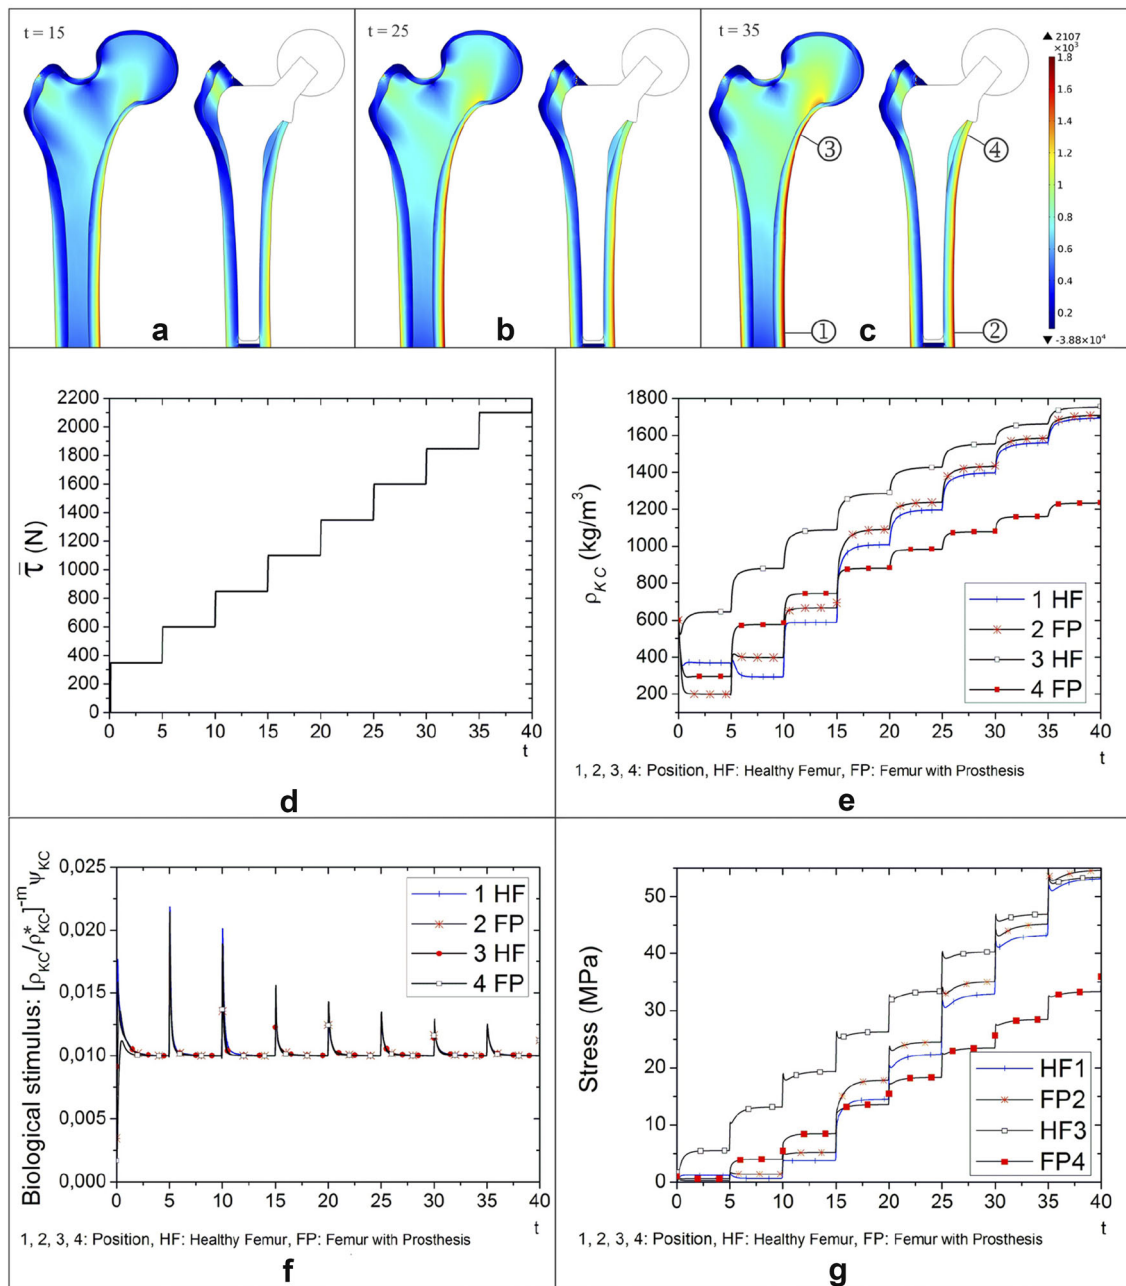 t = 15
a
t = 25
b
t = 35
③
④
①
②
c
▲ 2107
×10³
1.8
1.6
1.4
1.2
1
0.8
0.6
0.4
0.2
▼ -3.88×10⁴
2200
2000
1800
1600
1400
1200
1000
800
600
400
200
0
τ̄ (N)
0 5 10 15 20 25 30 35 40
t
d
1800
1600
1400
1200
1000
800
600
400
200
ρKC (kg/m³)
1 HF
2 FP
3 HF
4 FP
0 5 10 15 20 25 30 35 40
t
1, 2, 3, 4: Position, HF: Healthy Femur, FP: Femur with Prosthesis
e
0,025
0,020
0,015
0,010
0,005
0,000
Biological stimulus: [ρKC/ρ*KC]⁻ᵐ ΨKC
1 HF
2 FP
3 HF
4 FP
0 5 10 15 20 25 30 35 40
t
1, 2, 3, 4: Position, HF: Healthy Femur, FP: Femur with Prosthesis
f
50
40
30
20
10
0
Stress (MPa)
HF1
FP2
HF3
FP4
0 5 10 15 20 25 30 35 40
t
1, 2, 3, 4: Position, HF: Healthy Femur, FP: Femur with Prosthesis
g